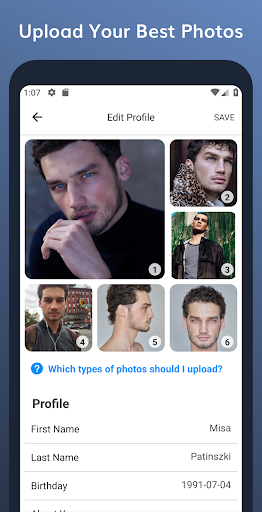 Upload Your Best Photos
1:07
Edit Profile
SAVE
1
2
3
4
5
6
? Which types of photos should I upload?
Profile
First Name
Misa
Last Name
Patinszki
Birthday
1991-07-04